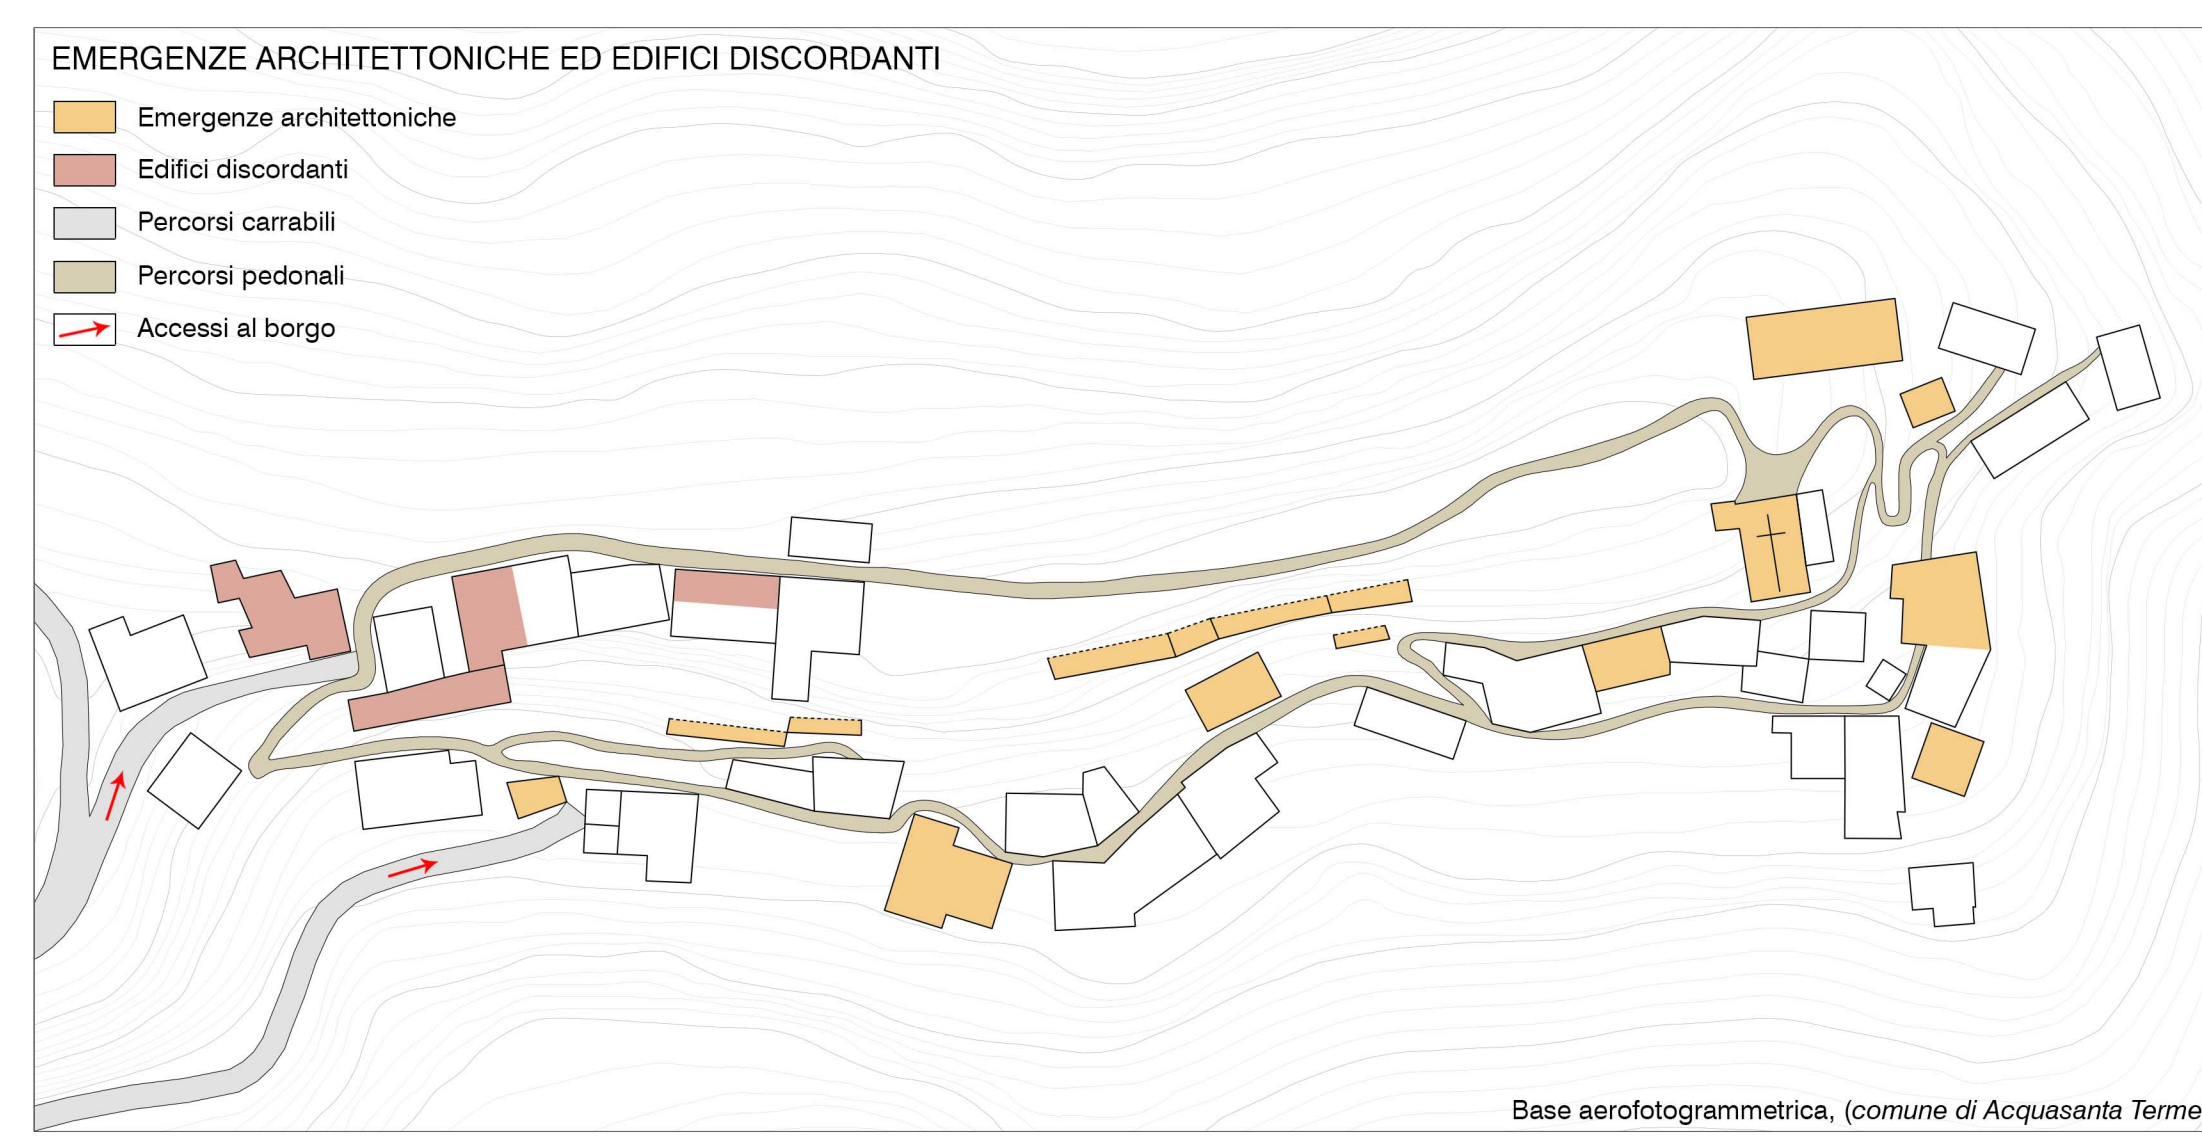 EMERGENZE ARCHITETTONICHE ED EDIFICI DISCORDANTI
Emergenze architettoniche
Edifici discordanti
Percorsi carrabili
Percorsi pedonali
Accessi al borgo
Base aerofotogrammetrica, (comune di Acquasanta Terme